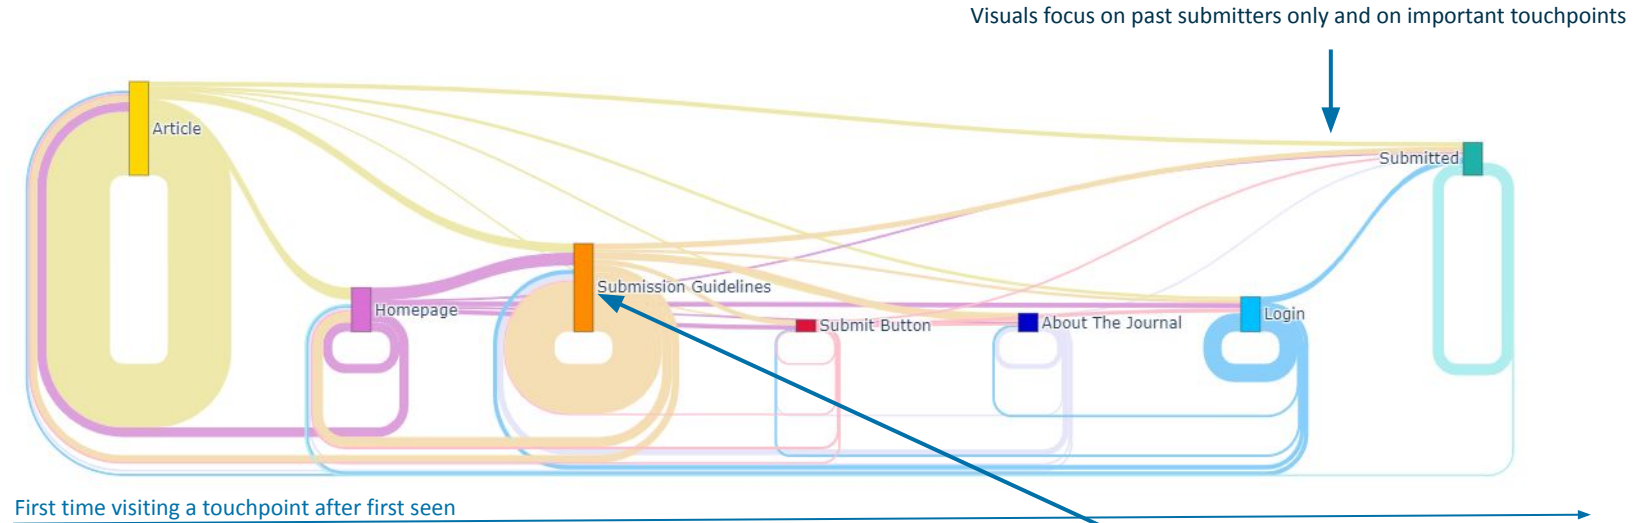 Visuals focus on past submitters only and on important touchpoints
Article
Submitted
Submission Guidelines
Homepage
Submit Button
About The Journal
Login
First time visiting a touchpoint after first seen